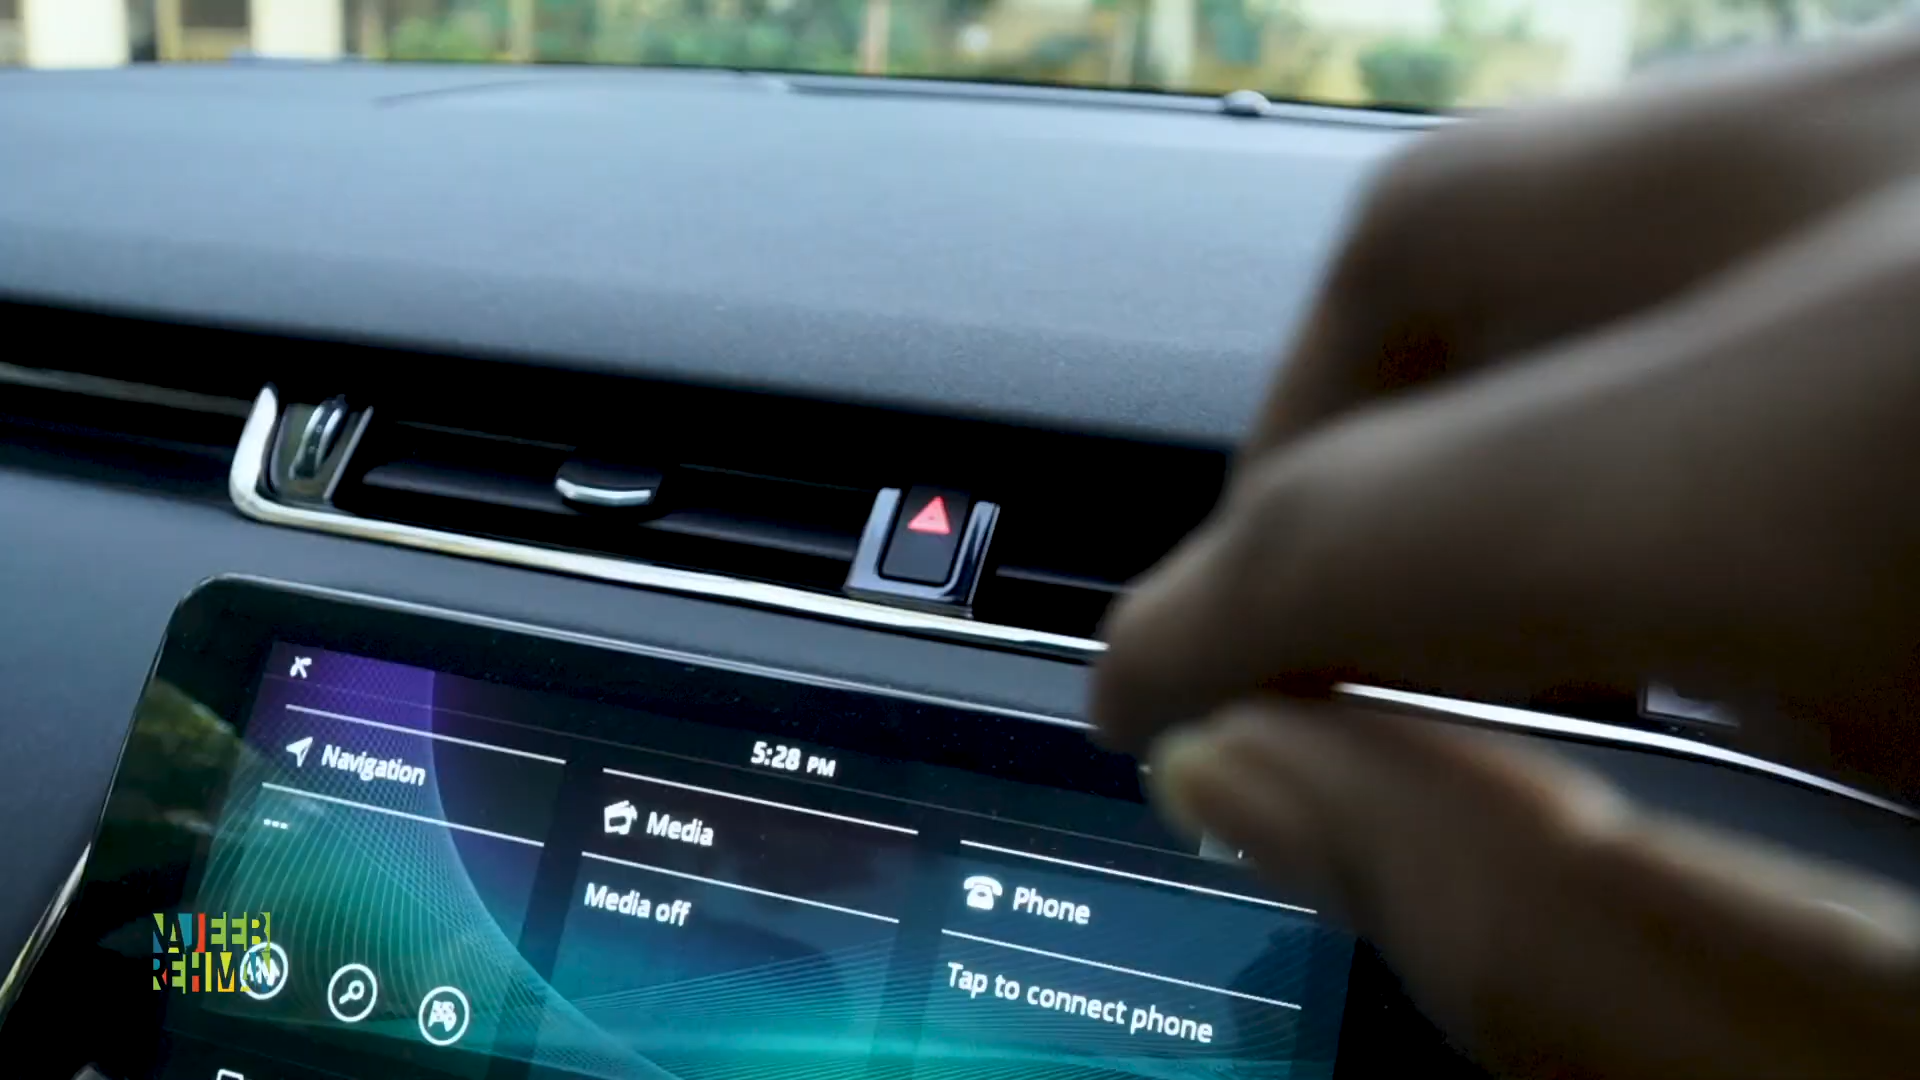 5:28 PM
Navigation
...
Media
Media off
Phone
Tap to connect phone
NAJEEB
REHMAN